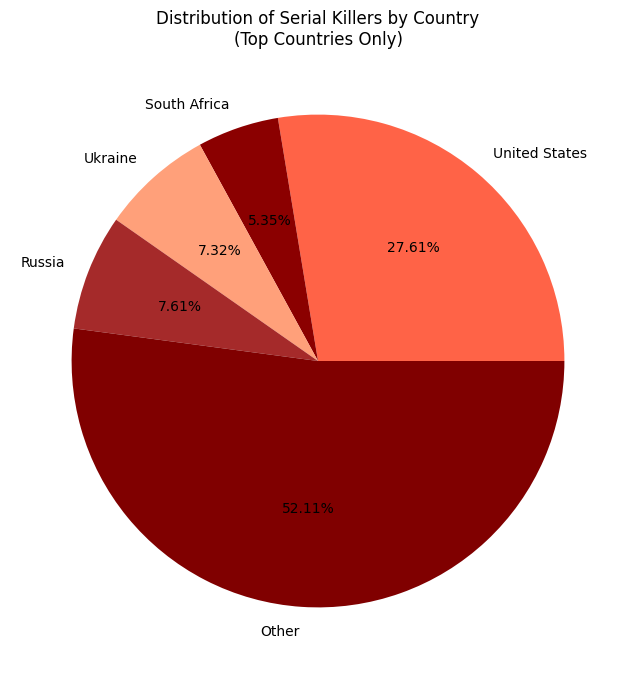 Distribution of Serial Killers by Country
(Top Countries Only)
South Africa
United States
Ukraine
5.35%
27.61%
7.32%
Russia
7.61%
52.11%
Other